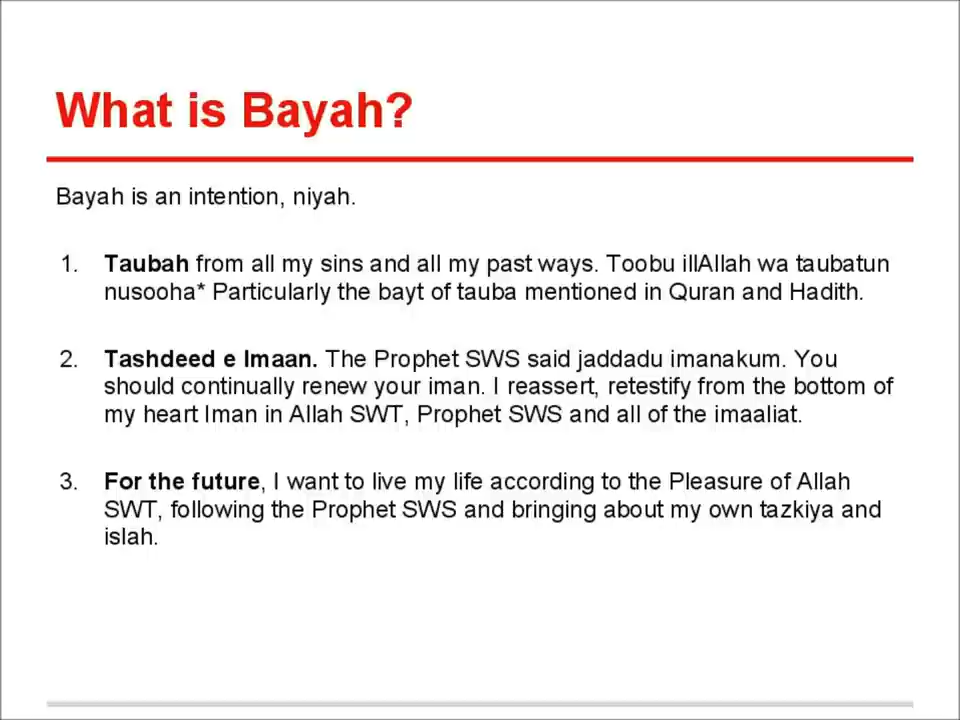 What is Bayah?
Bayah is an intention, niyah.
1. Taubah from all my sins and all my past ways. Toobu illAllah wa taubatun
nusooha* Particularly the bayt of tauba mentioned in Quran and Hadith.
2. Tashdeed e Imaan. The Prophet SWS said jaddadu imanakum. You
should continually renew your iman. I reassert, retestify from the bottom of
my heart Iman in Allah SWT, Prophet SWS and all of the imaaliat.
3. For the future, I want to live my life according to the Pleasure of Allah
SWT, following the Prophet SWS and bringing about my own tazkiya and
islah.